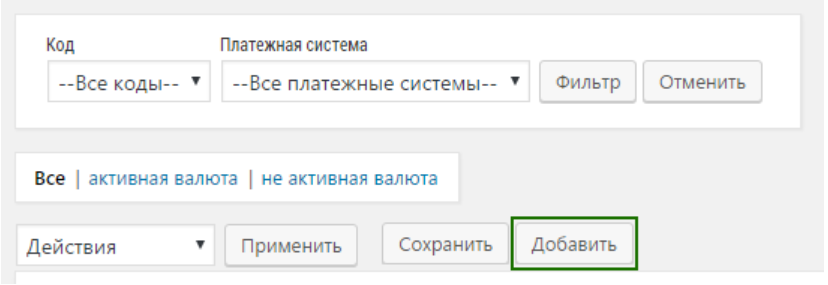 Код Платежная система
--Все коды-- --Все платежные системы-- Фильтр Отменить
Все | активная валюта | не активная валюта
Действия Применить Сохранить Добавить